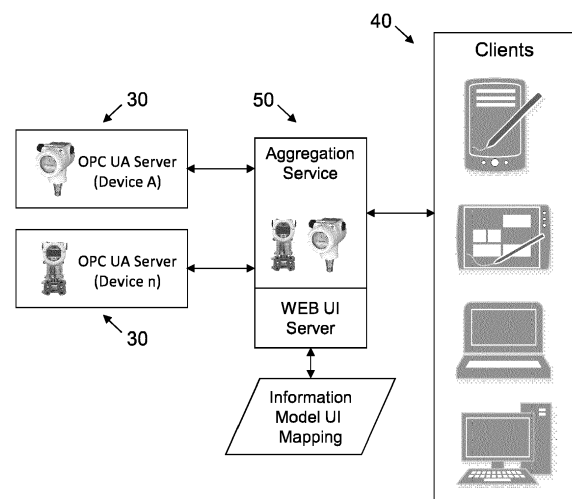 40
Clients
30
50
OPC UA Server
(Device A)
Aggregation
Service
OPC UA Server
(Device n)
30
WEB UI
Server
Information
Model UI
Mapping